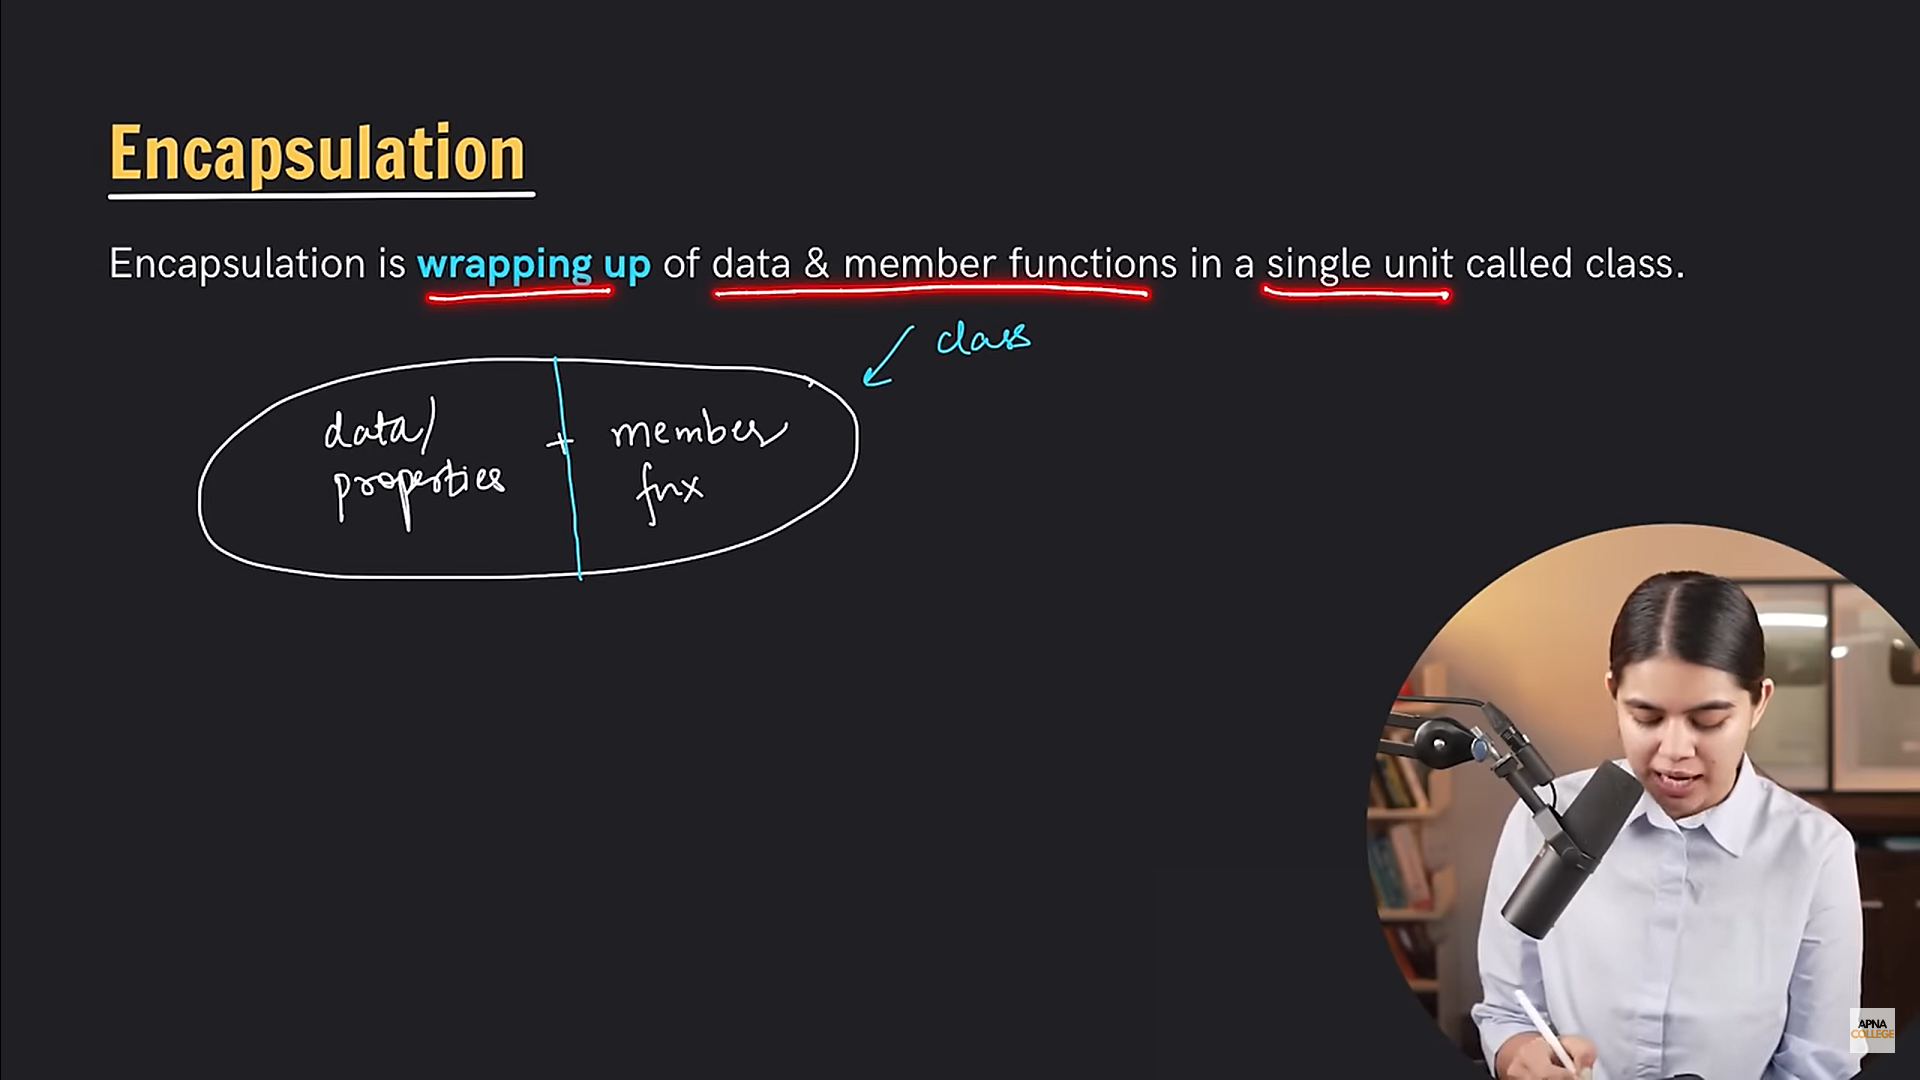 Encapsulation
Encapsulation is wrapping up of data & member functions in a single unit called class.
class
data/ + member
properties fnx
APNA
COLLEGE